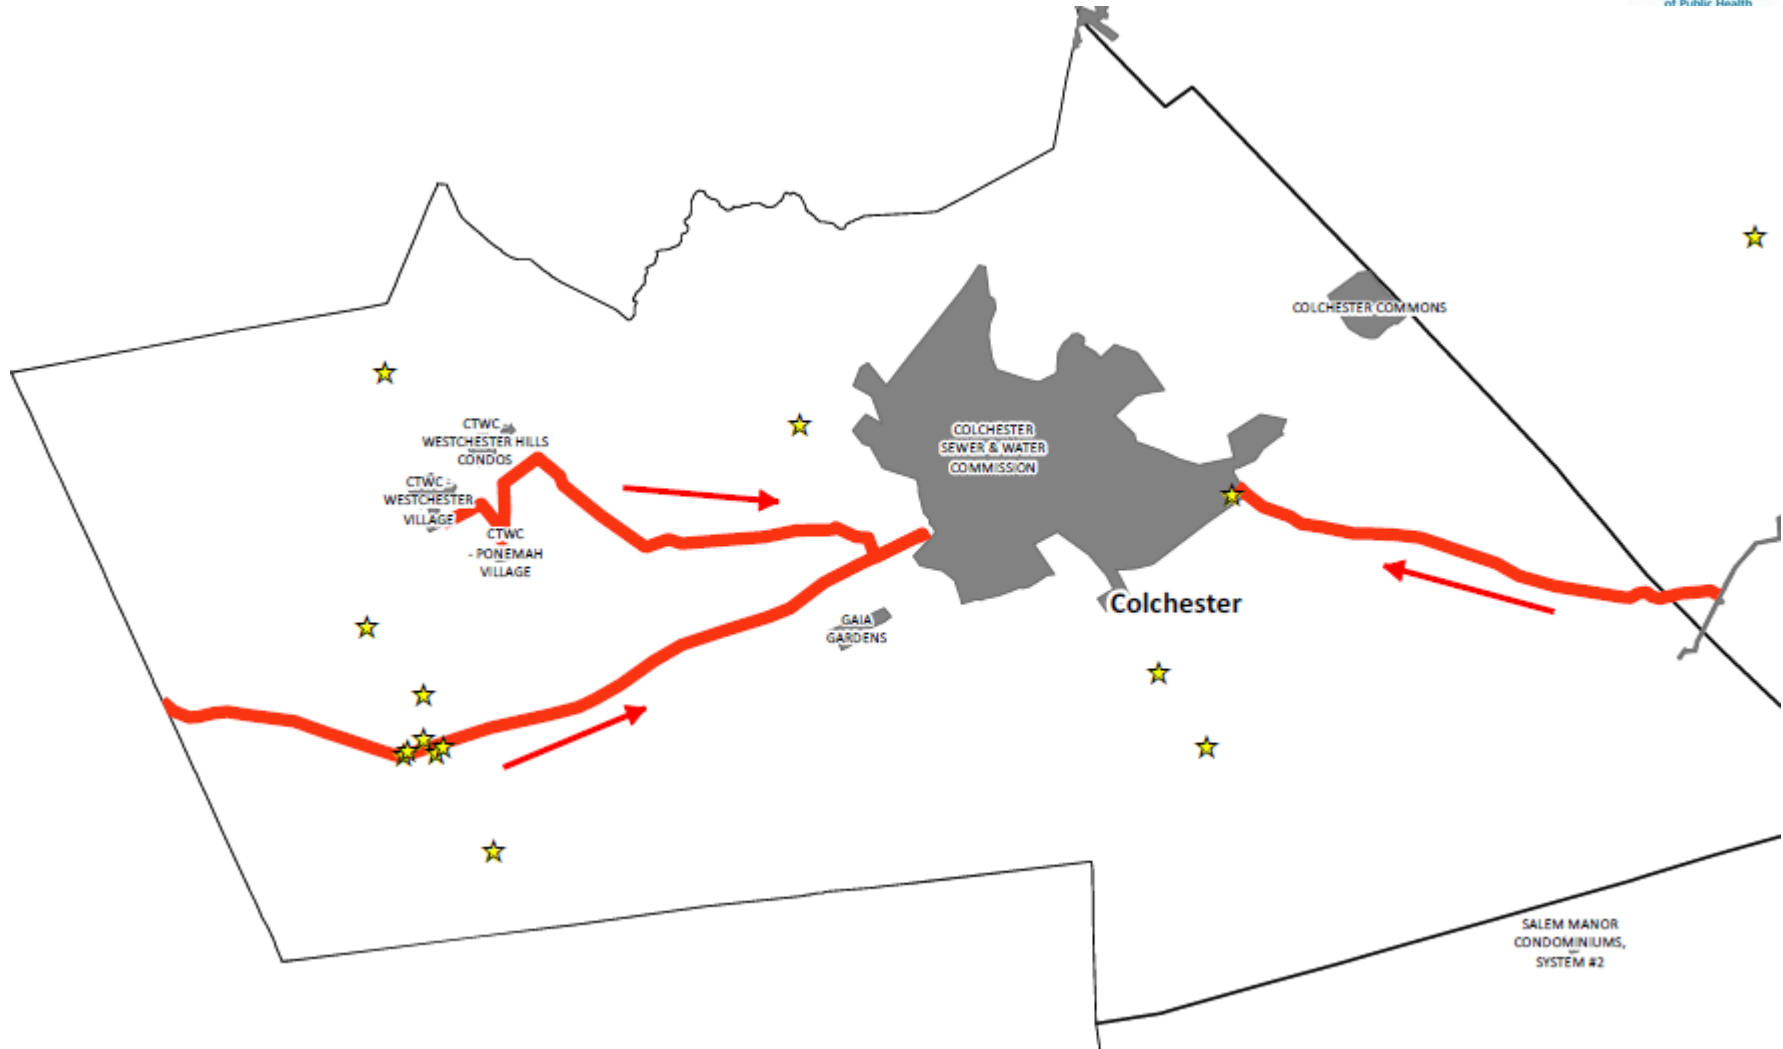 of Public Health
COLCHESTER COMMONS
CTWC
WESTCHESTER HILLS
CONDOS
COLCHESTER
SEWER & WATER
COMMISSION
CTWC -
WESTCHESTER
VILLAGE
CTWC
- PONEMAH
VILLAGE
Colchester
GAIA
GARDENS
SALEM MANOR
CONDOMINIUMS,
SYSTEM #2